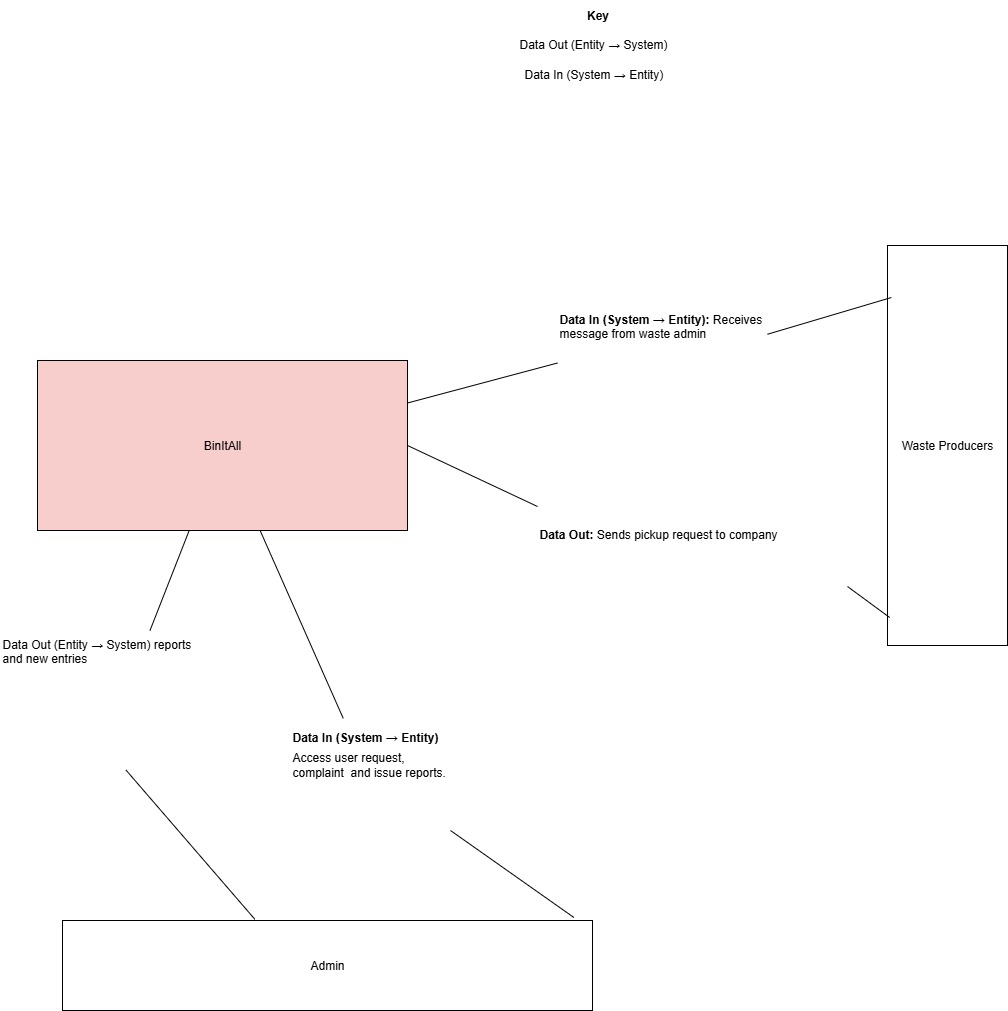 Key
Data Out (Entity → System)
Data In (System → Entity)
Data In (System → Entity): Receives
message from waste admin
BinItAll
Waste Producers
Data Out: Sends pickup request to company
Data Out (Entity → System) reports
and new entries
Data In (System → Entity)
Access user request,
complaint  and issue reports.
Admin